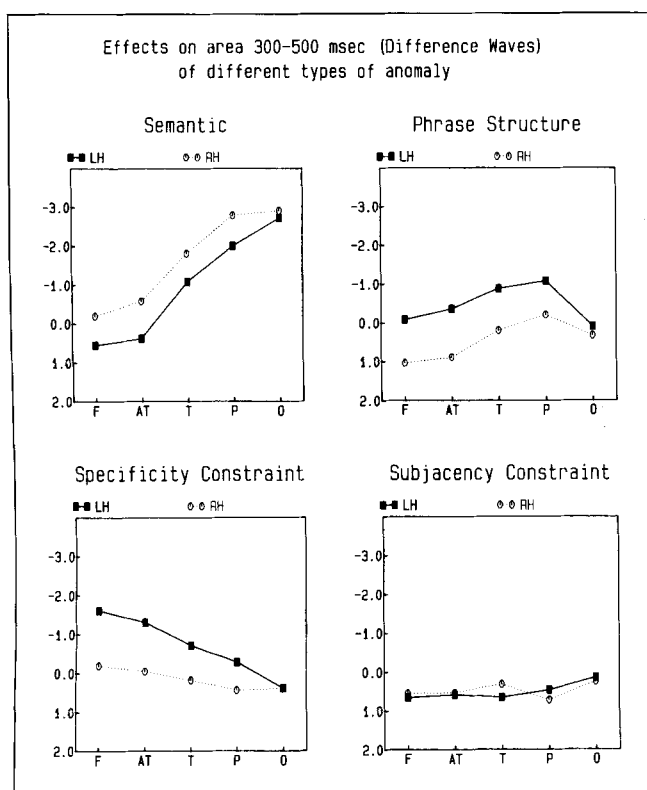 Effects on area 300-500 msec (Difference Waves)
of different types of anomaly
Semantic
LH RH
-3.0
-2.0
-1.0
0.0
1.0
2.0
F AT T P O
Phrase Structure
LH RH
-3.0
-2.0
-1.0
0.0
1.0
2.0
F AT T P O
Specificity Constraint
LH RH
-3.0
-2.0
-1.0
0.0
1.0
2.0
F AT T P O
Subjacency Constraint
LH RH
-3.0
-2.0
-1.0
0.0
1.0
2.0
F AT T P O